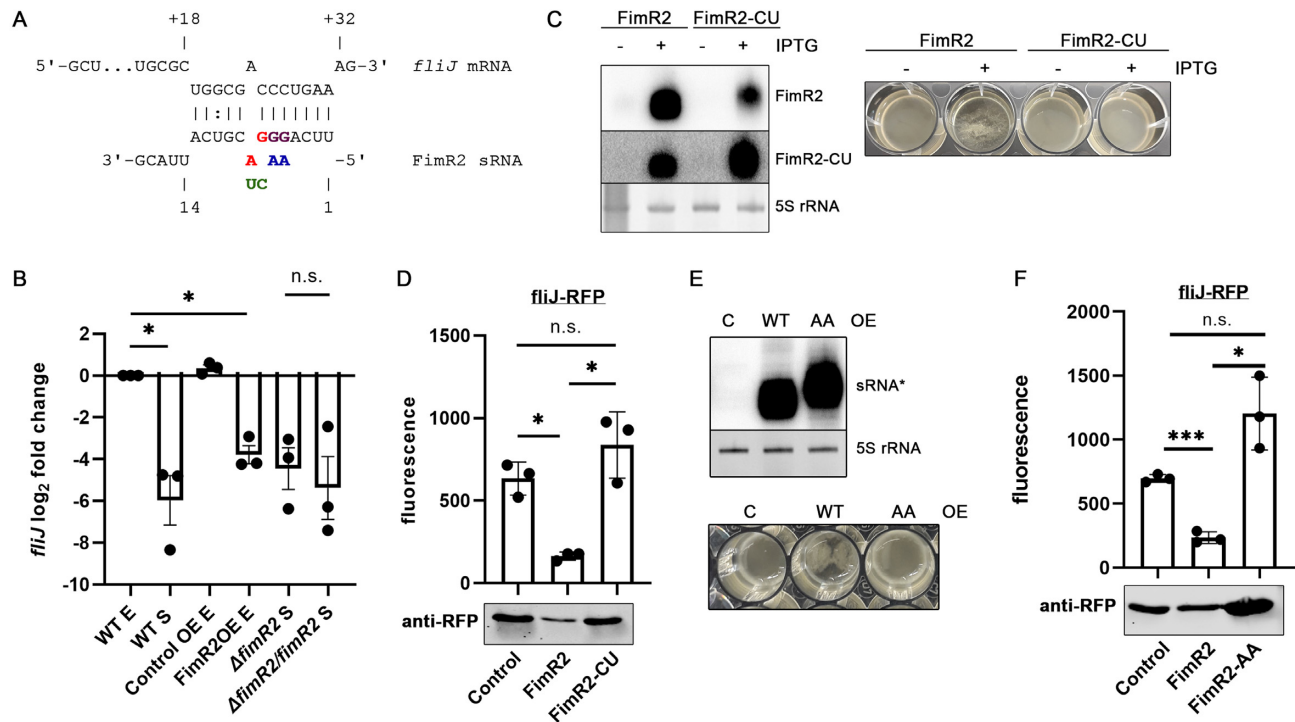 A
+18 +32
| |
5'-GCU...UGCGC A AG-3' fliJ mRNA
UGGCG CCCUGAA
||:|| |||||||
ACUGC GGGACUU
3'-GCAUU A AA -5' FimR2 sRNA
UC
| |
14 1
C
FimR2 FimR2-CU
- + - + IPTG
FimR2
FimR2-CU
5S rRNA
FimR2 FimR2-CU
- + - + IPTG
B
n.s.
*
*
fliJ log2 fold change
2
0
-2
-4
-6
-8
-10
WT E
WT S
Control OE E
FimR2OE E
ΔfimR2 S
ΔfimR2/fimR2 S
D
fliJ-RFP
n.s.
*
*
fluorescence
1500
1000
500
0
anti-RFP
Control
FimR2
FimR2-CU
E
C WT AA OE
sRNA*
5S rRNA
C WT AA OE
F
fliJ-RFP
n.s.
*
***
fluorescence
2000
1500
1000
500
0
anti-RFP
Control
FimR2
FimR2-AA